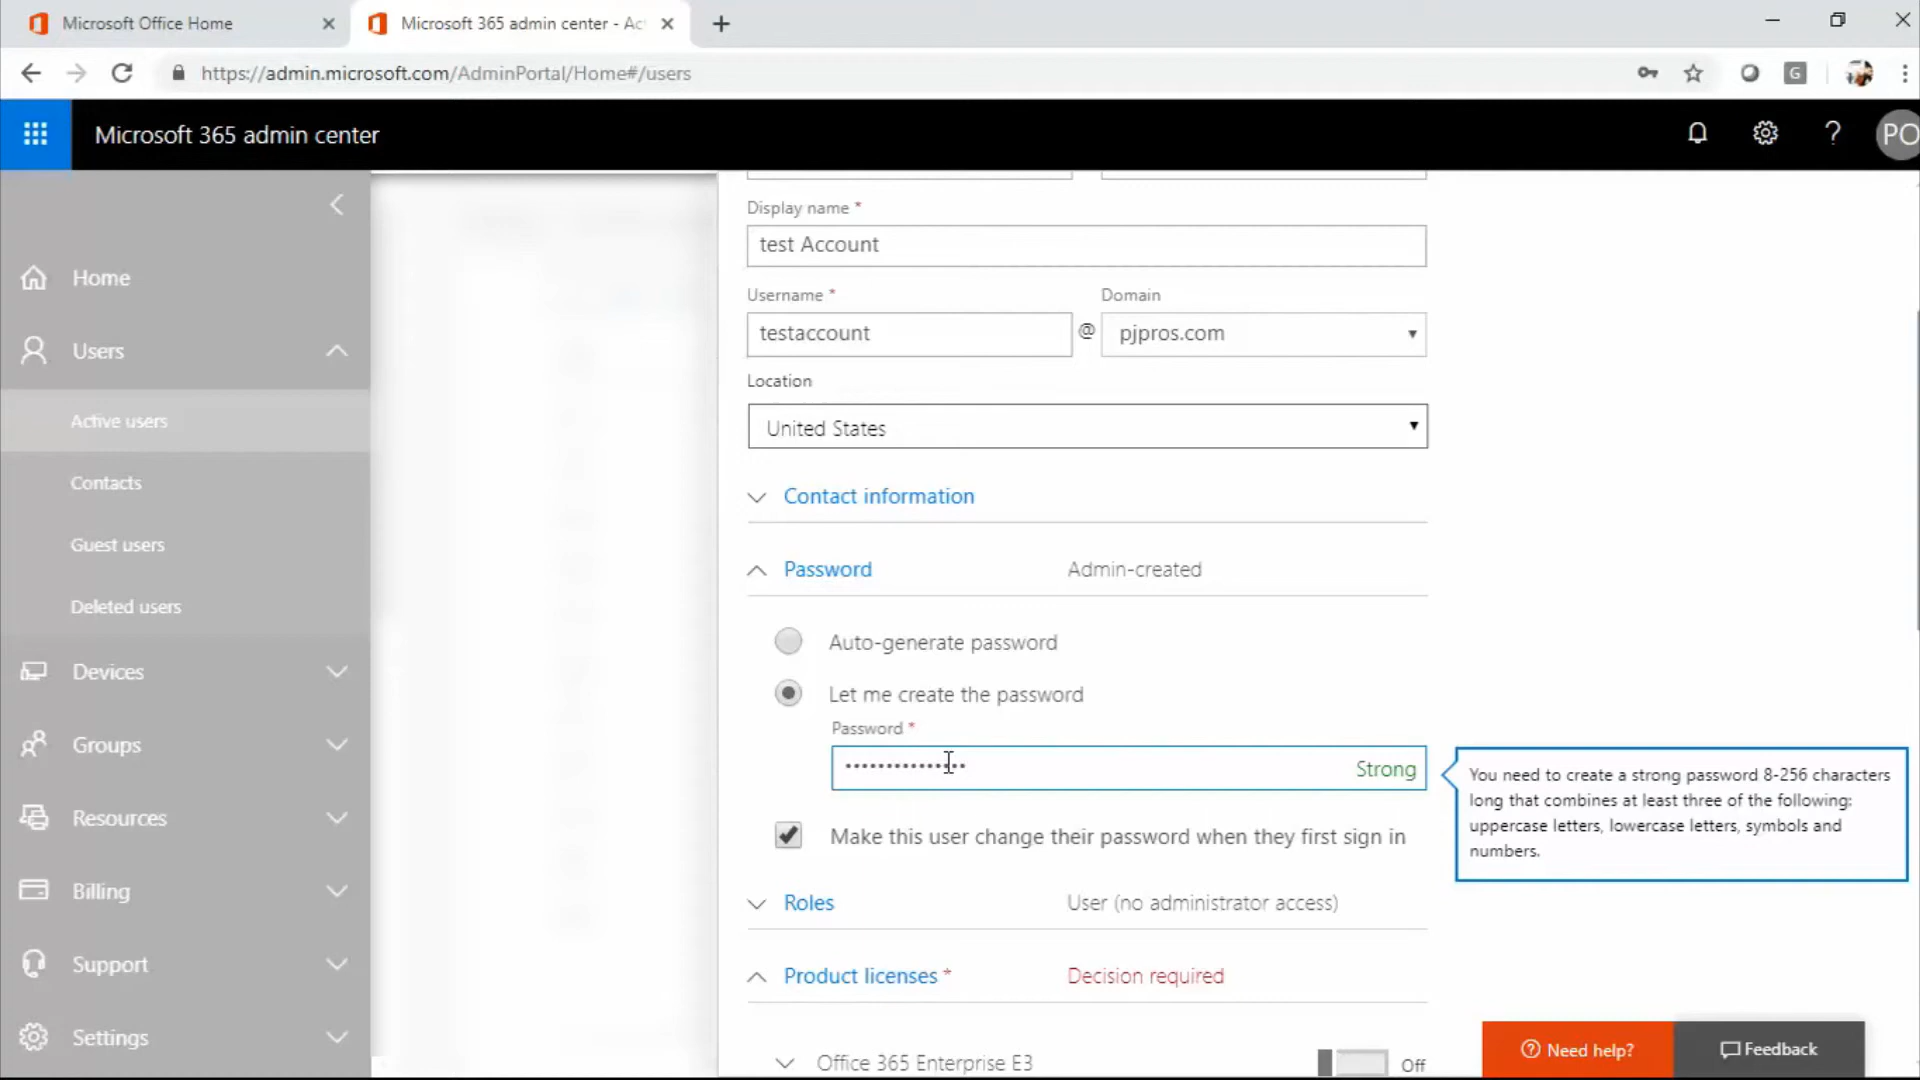 Microsoft Office Home
Microsoft 365 admin center - Ac
https://admin.microsoft.com/AdminPortal/Home#/users
G
Microsoft 365 admin center
?
PO
Home
Users
Active users
Contacts
Guest users
Deleted users
Devices
Groups
Resources
Billing
Support
Settings
Display name *
test Account
Username *
Domain
testaccount
@
pjpros.com
Location
United States
Contact information
Password
Admin-created
Auto-generate password
Let me create the password
Password *
•••••••••••••••
Strong
You need to create a strong password 8-256 characters
long that combines at least three of the following:
uppercase letters, lowercase letters, symbols and
numbers.
Make this user change their password when they first sign in
Roles
User (no administrator access)
Product licenses *
Decision required
Office 365 Enterprise E3
Off
Need help?
Feedback